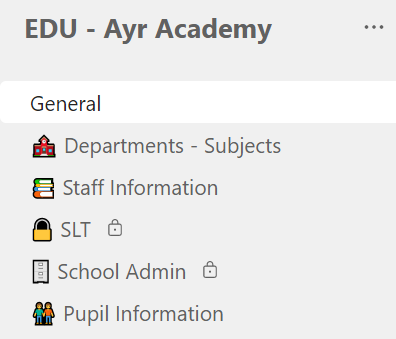 EDU - Ayr Academy
General
Departments - Subjects
Staff Information
SLT
School Admin
Pupil Information